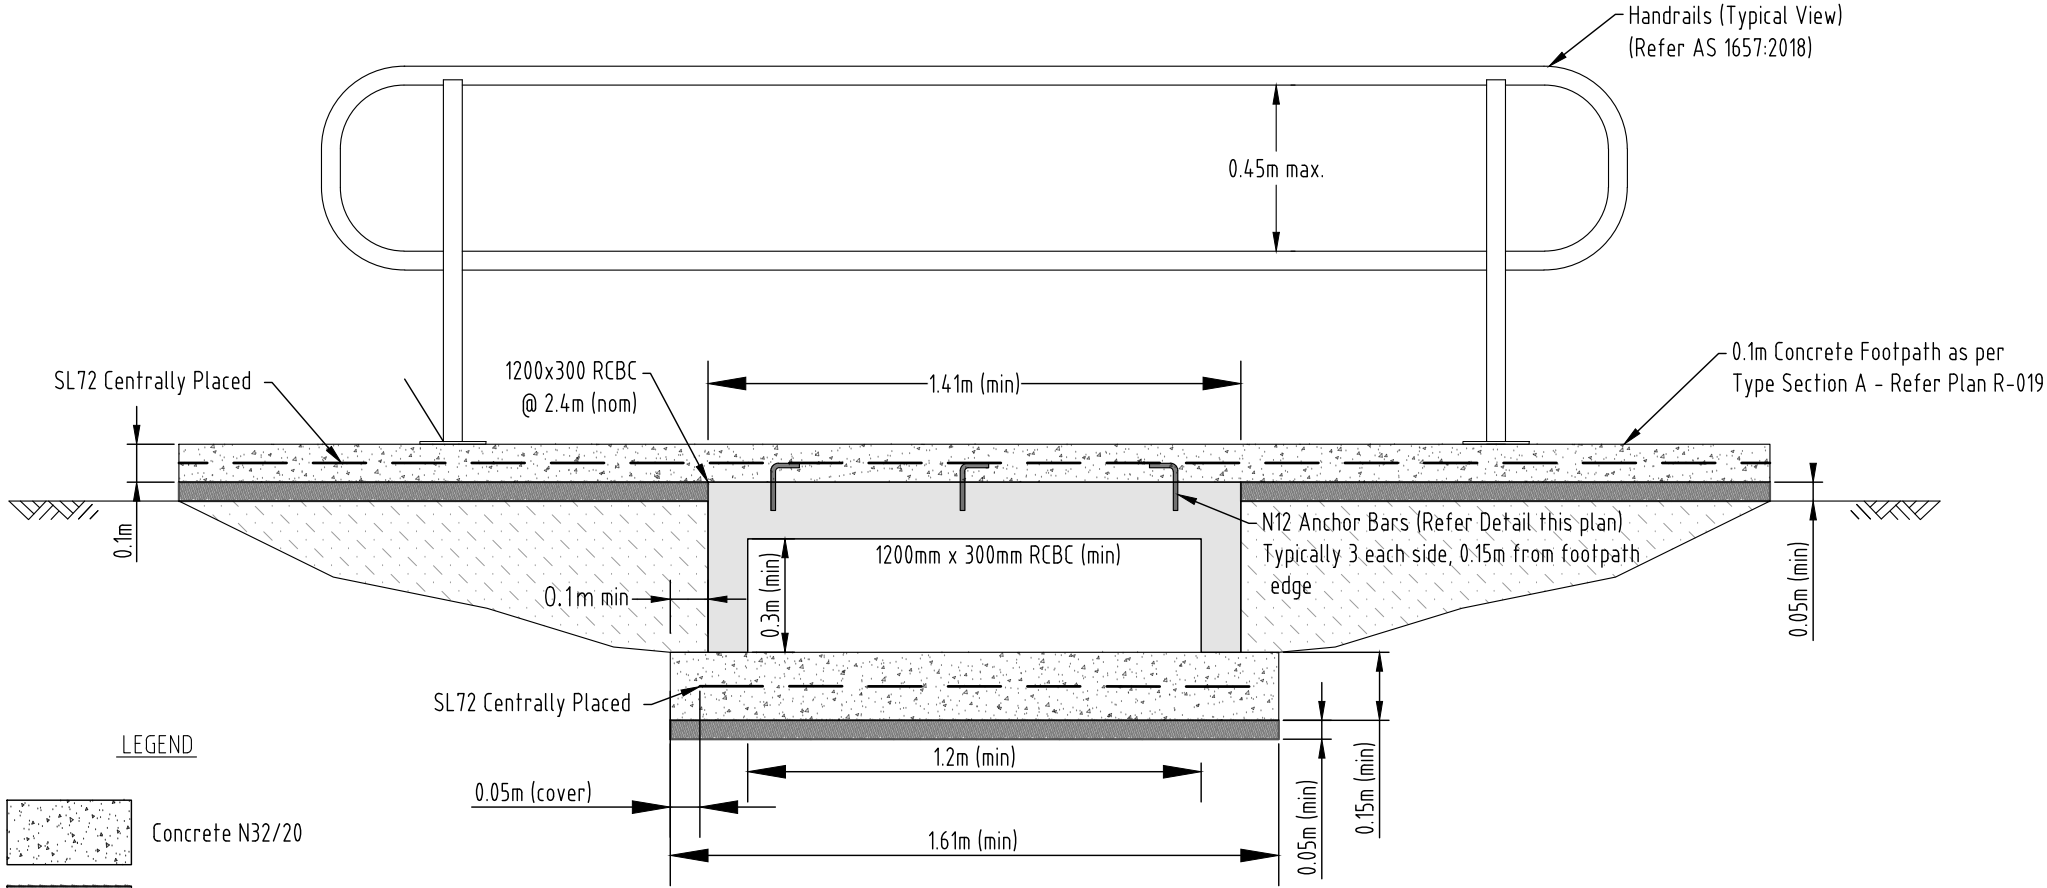 Handrails (Typical View)
(Refer AS 1657:2018)
0.45m max.
SL72 Centrally Placed
1200x300 RCBC
@ 2.4m (nom)
1.41m (min)
0.1m Concrete Footpath as per
Type Section A - Refer Plan R-019
0.1m
N12 Anchor Bars (Refer Detail this plan)
Typically 3 each side, 0.15m from footpath
edge
1200mm x 300mm RCBC (min)
0.1m min
0.3m (min)
0.05m (min)
SL72 Centrally Placed
LEGEND
1.2m (min)
0.05m (cover)
0.15m (min)
0.05m (min)
Concrete N32/20
1.61m (min)